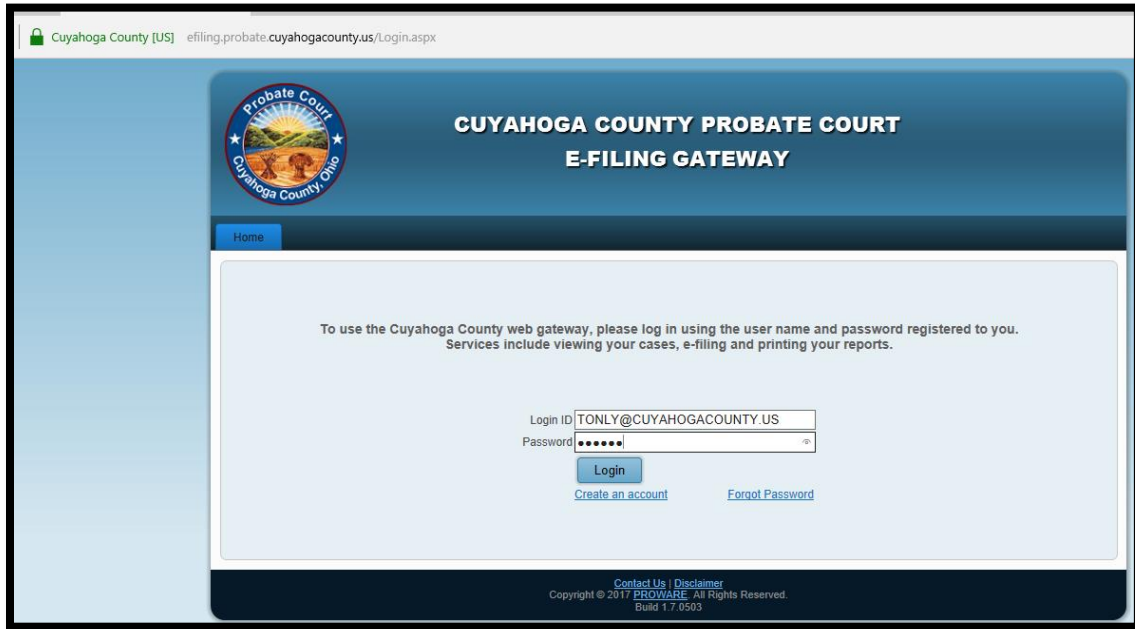 Cuyahoga County [US] efiling.probate.cuyahogacounty.us/Login.aspx
Probate Court
Cuyahoga County, Ohio
CUYAHOGA COUNTY PROBATE COURT
E-FILING GATEWAY
Home
To use the Cuyahoga County web gateway, please log in using the user name and password registered to you.
Services include viewing your cases, e-filing and printing your reports.
Login ID TONLY@CUYAHOGACOUNTY.US
Password ●●●●●●
Login
Create an account Forgot Password
Contact Us | Disclaimer
Copyright © 2017 PROWARE. All Rights Reserved.
Build 1.7.0503